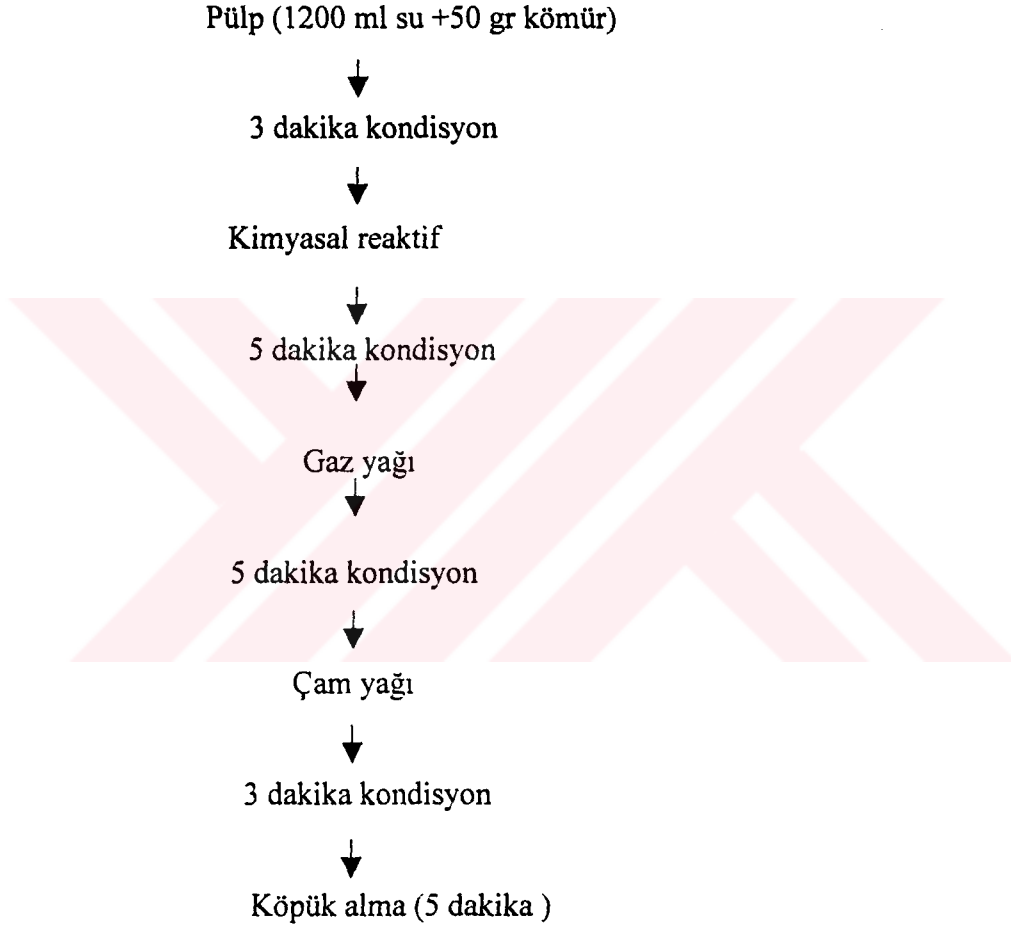 Pülp (1200 ml su +50 gr kömür)
3 dakika kondisyon
Kimyasal reaktif
5 dakika kondisyon
Gaz yağı
5 dakika kondisyon
Çam yağı
3 dakika kondisyon
Köpük alma (5 dakika )